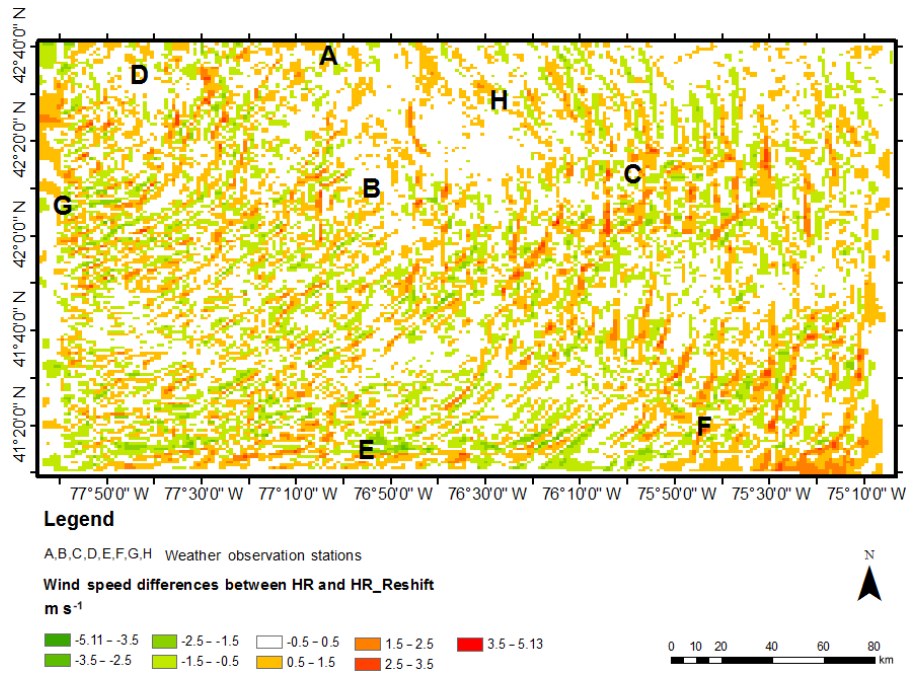 42°40'0" N
42°20'0" N
42°0'0" N
41°40'0" N
41°20'0" N
A
D
H
C
B
G
F
E
77°50'0" W 77°30'0" W 77°10'0" W 76°50'0" W 76°30'0" W 76°10'0" W 75°50'0" W 75°30'0" W 75°10'0" W
Legend
A,B,C,D,E,F,G,H Weather observation stations
Wind speed differences between HR and HR_Reshift
m s⁻¹
-5.11 – -3.5 -2.5 – -1.5 -0.5 – 0.5 1.5 – 2.5 3.5 – 5.13
-3.5 – -2.5 -1.5 – -0.5 0.5 – 1.5 2.5 – 3.5
N
0 10 20 40 60 80
km